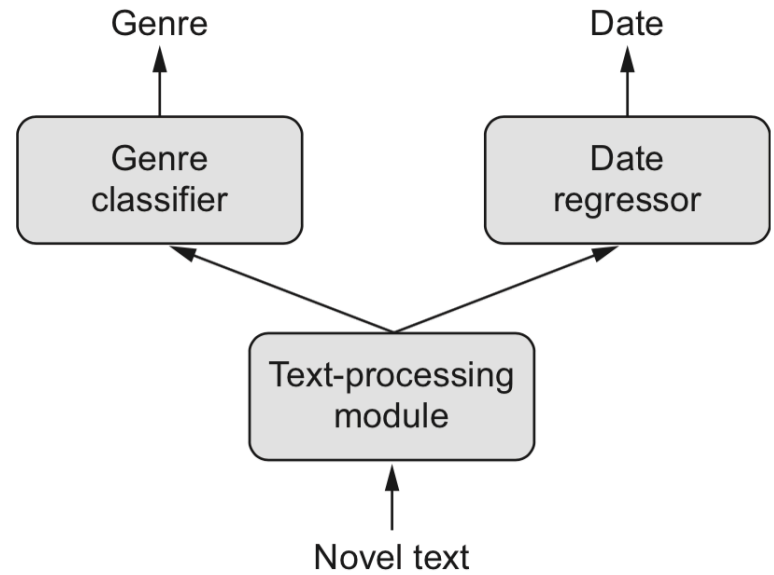 Genre
Date
Genre
classifier
Date
regressor
Text-processing
module
Novel text